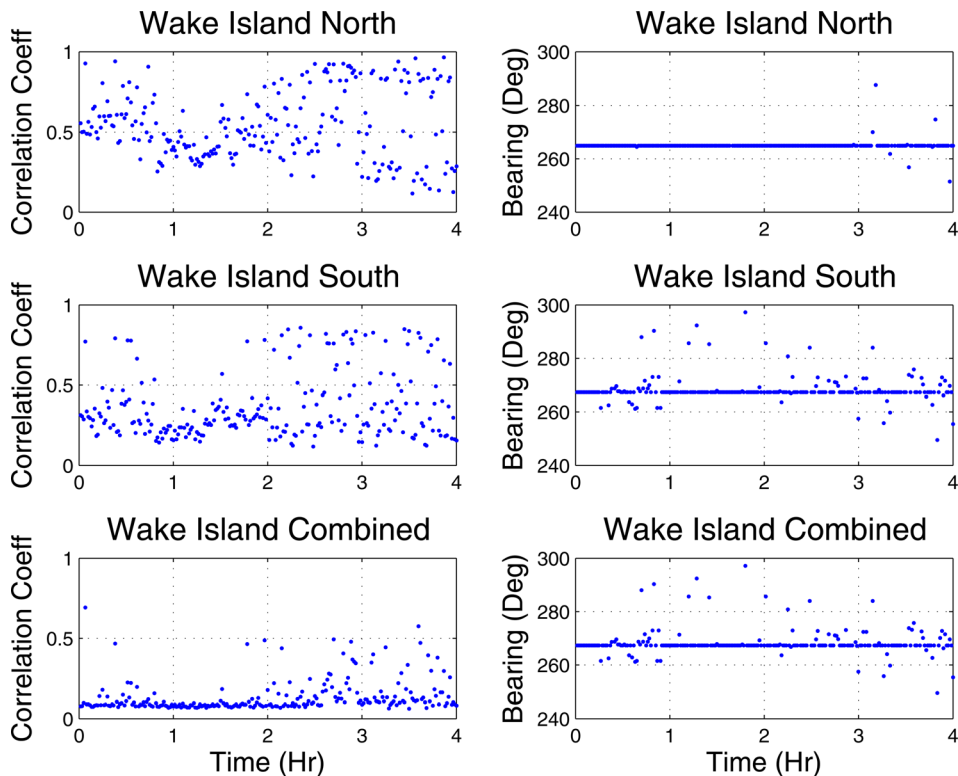 Wake Island North
Correlation Coeff
1
0.5
0
0 1 2 3 4
Wake Island North
Bearing (Deg)
300
280
260
240
0 1 2 3 4
Wake Island South
Correlation Coeff
1
0.5
0
0 1 2 3 4
Wake Island South
Bearing (Deg)
300
280
260
240
0 1 2 3 4
Wake Island Combined
Correlation Coeff
1
0.5
0
0 1 2 3 4
Time (Hr)
Wake Island Combined
Bearing (Deg)
300
280
260
240
0 1 2 3 4
Time (Hr)